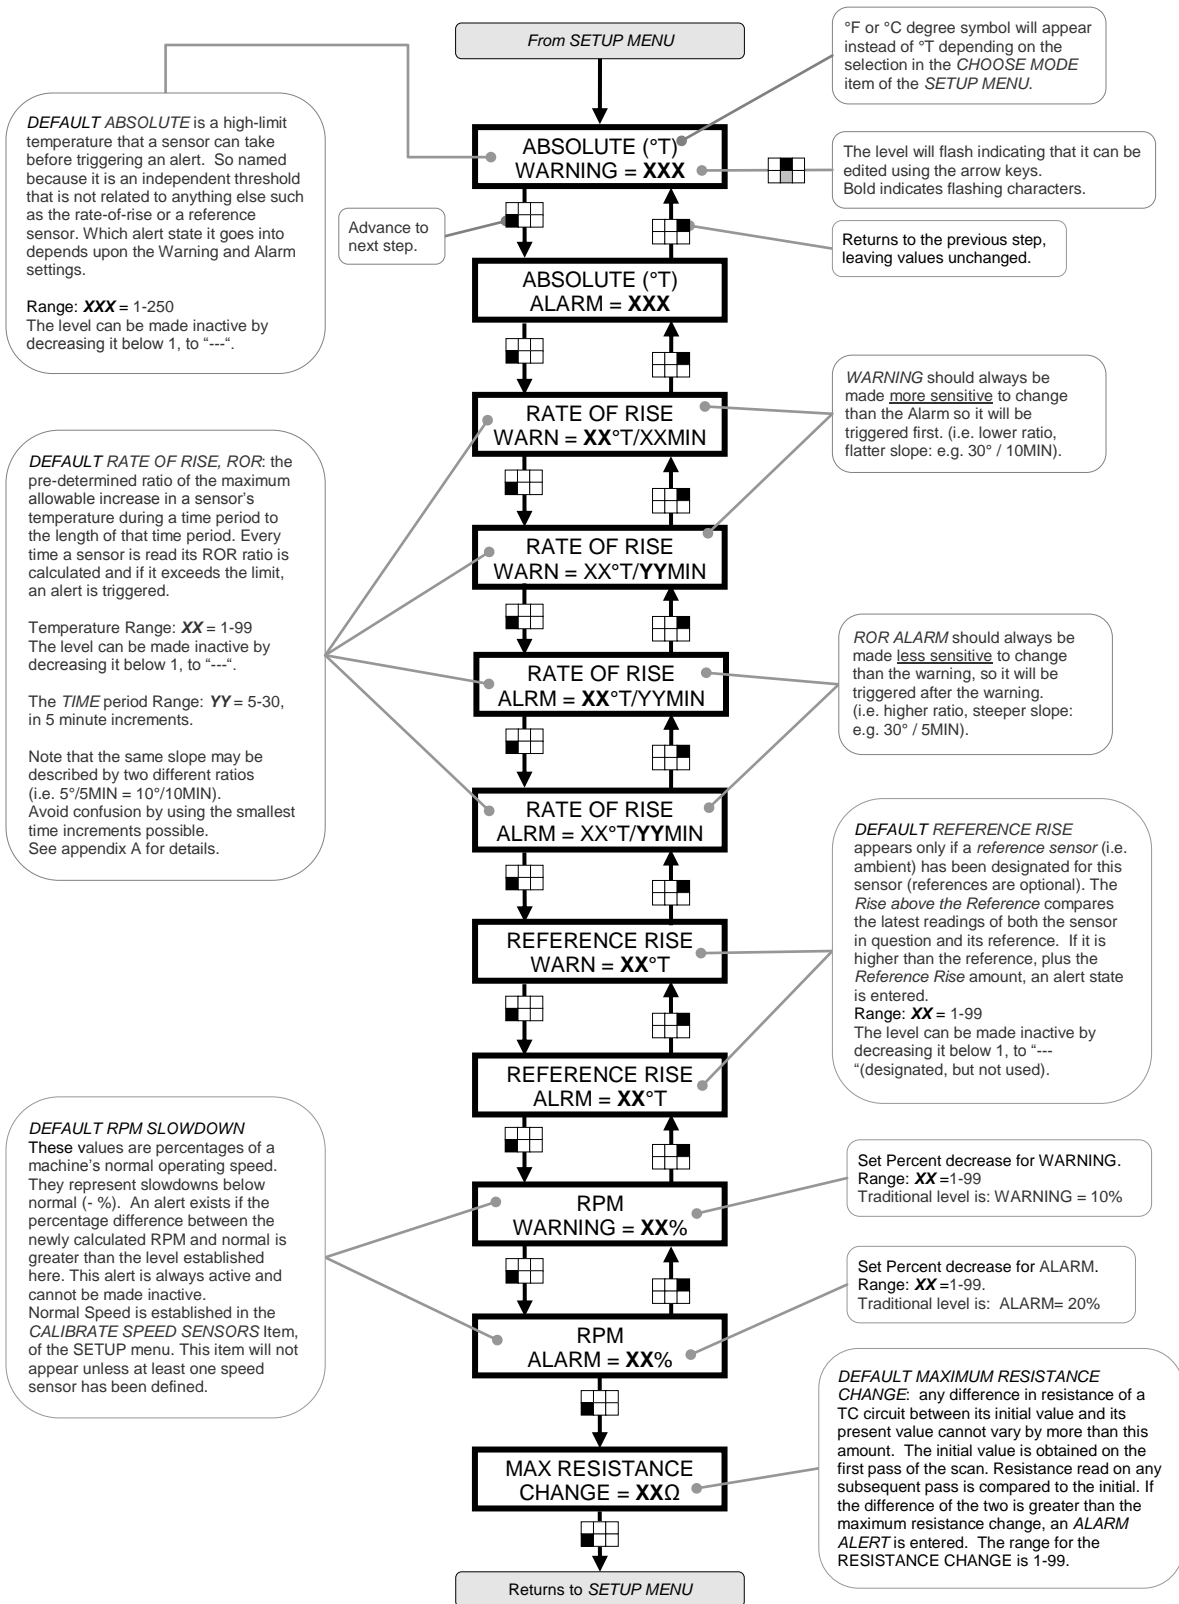 From SETUP MENU
°F or °C degree symbol will appear
instead of °T depending on the
selection in the CHOOSE MODE
item of the SETUP MENU.
DEFAULT ABSOLUTE is a high-limit
temperature that a sensor can take
before triggering an alert.  So named
because it is an independent threshold
that is not related to anything else such
as the rate-of-rise or a reference
sensor. Which alert state it goes into
depends upon the Warning and Alarm
settings.
Range: XXX = 1-250
The level can be made inactive by
decreasing it below 1, to “---“.
ABSOLUTE (°T)
WARNING = XXX
The level will flash indicating that it can be
edited using the arrow keys.
Bold indicates flashing characters.
Advance to
next step.
Returns to the previous step,
leaving values unchanged.
ABSOLUTE (°T)
ALARM = XXX
WARNING should always be
made more sensitive to change
than the Alarm so it will be
triggered first. (i.e. lower ratio,
flatter slope: e.g. 30° / 10MIN).
RATE OF RISE
WARN = XX°T/XXMIN
DEFAULT RATE OF RISE, ROR: the
pre-determined ratio of the maximum
allowable increase in a sensor’s
temperature during a time period to
the length of that time period. Every
time a sensor is read its ROR ratio is
calculated and if it exceeds the limit,
an alert is triggered.
Temperature Range: XX = 1-99
The level can be made inactive by
decreasing it below 1, to “---“.
The TIME period Range: YY = 5-30,
in 5 minute increments.
Note that the same slope may be
described by two different ratios
(i.e. 5°/5MIN = 10°/10MIN).
Avoid confusion by using the smallest
time increments possible.
See appendix A for details.
RATE OF RISE
WARN = XX°T/YYMIN
ROR ALARM should always be
made less sensitive to change
than the warning, so it will be
triggered after the warning.
(i.e. higher ratio, steeper slope:
e.g. 30° / 5MIN).
RATE OF RISE
ALRM = XX°T/YYMIN
RATE OF RISE
ALRM = XX°T/YYMIN
DEFAULT REFERENCE RISE
appears only if a reference sensor (i.e.
ambient) has been designated for this
sensor (references are optional). The
Rise above the Reference compares
the latest readings of both the sensor
in question and its reference.  If it is
higher than the reference, plus the
Reference Rise amount, an alert state
is entered.
Range: XX = 1-99
The level can be made inactive by
decreasing it below 1, to “---
“(designated, but not used).
REFERENCE RISE
WARN = XX°T
REFERENCE RISE
ALRM = XX°T
DEFAULT RPM SLOWDOWN
These values are percentages of a
machine’s normal operating speed.
They represent slowdowns below
normal (- %).  An alert exists if the
percentage difference between the
newly calculated RPM and normal is
greater than the level established
here. This alert is always active and
cannot be made inactive.
Normal Speed is established in the
CALIBRATE SPEED SENSORS Item,
of the SETUP menu. This item will not
appear unless at least one speed
sensor has been defined.
RPM
WARNING = XX%
Set Percent decrease for WARNING.
Range: XX =1-99
Traditional level is: WARNING = 10%
RPM
ALARM = XX%
Set Percent decrease for ALARM.
Range: XX =1-99.
Traditional level is:  ALARM= 20%
MAX RESISTANCE
CHANGE = XXΩ
DEFAULT MAXIMUM RESISTANCE
CHANGE:  any difference in resistance of a
TC circuit between its initial value and its
present value cannot vary by more than this
amount.  The initial value is obtained on the
first pass of the scan. Resistance read on any
subsequent pass is compared to the initial. If
the difference of the two is greater than the
maximum resistance change, an ALARM
ALERT is entered.  The range for the
RESISTANCE CHANGE is 1-99.
Returns to SETUP MENU